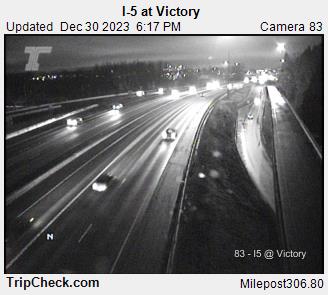 I-5 at Victory
Updated Dec 30 2023 6:17 PM Camera 83
N
83 - I5 @ Victory
TripCheck.com Milepost306.80